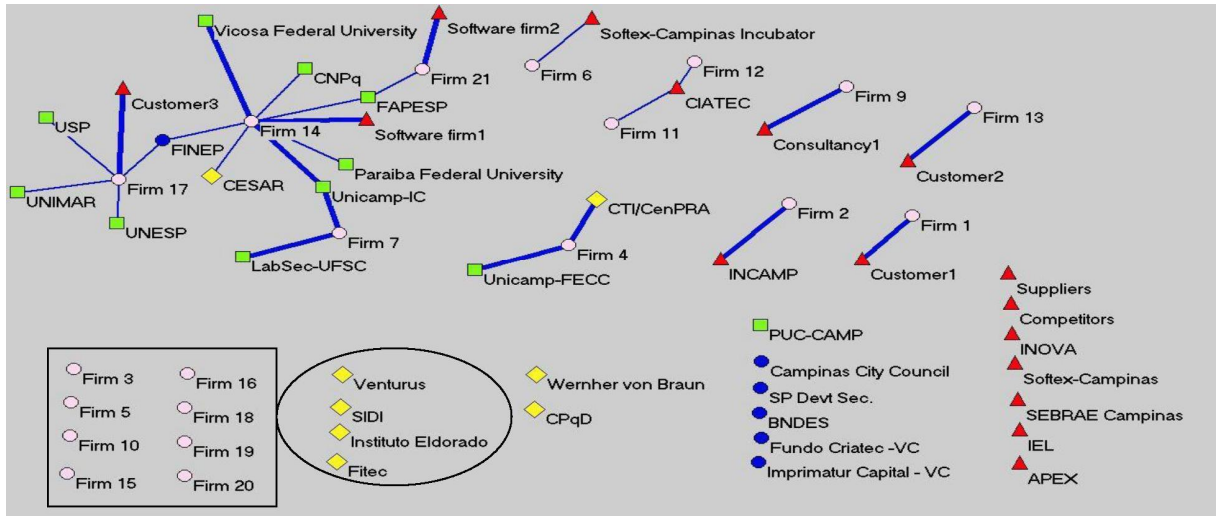 Vicosa Federal University
Software firm2
Softex-Campinas Incubator
CNPq
Firm 21
Firm 6
Firm 12
Customer3
FAPESP
CIATEC
Firm 9
USP
Firm 14
Software firm1
Firm 11
Firm 13
FINEP
Consultancy1
Paraiba Federal University
Firm 17
CESAR
Unicamp-IC
Customer2
UNIMAR
CTI/CenPRA
UNESP
Firm 7
Firm 2
Firm 1
Firm 4
LabSec-UFSC
Unicamp-FECC
INCAMP
Customer1
Suppliers
Competitors
PUC-CAMP
INOVA
Campinas City Council
Softex-Campinas
SP Devt Sec.
BNDES
SEBRAE Campinas
Fundo Criatec -VC
IEL
Imprimatur Capital - VC
APEX
Firm 3
Firm 16
Firm 5
Firm 18
Firm 10
Firm 19
Firm 15
Firm 20
Venturus
SIDI
Instituto Eldorado
Fitec
Wernher von Braun
CPqD